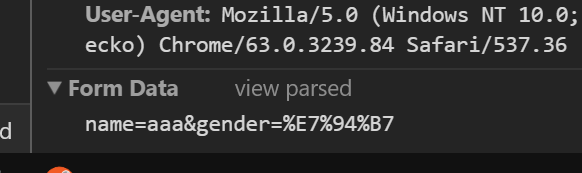 User-Agent: Mozilla/5.0 (Windows NT 10.0;
ecko) Chrome/63.0.3239.84 Safari/537.36
▼ Form Data view parsed
name=aaa&gender=%E7%94%B7
d